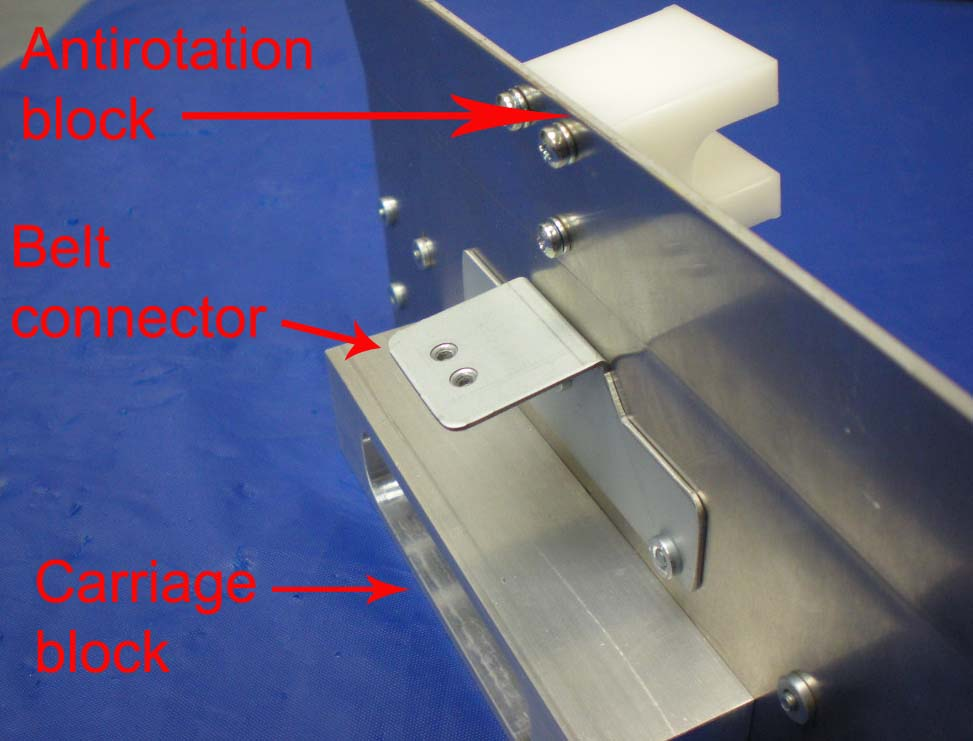 Antirotation
block
Belt
connector
Carriage
block